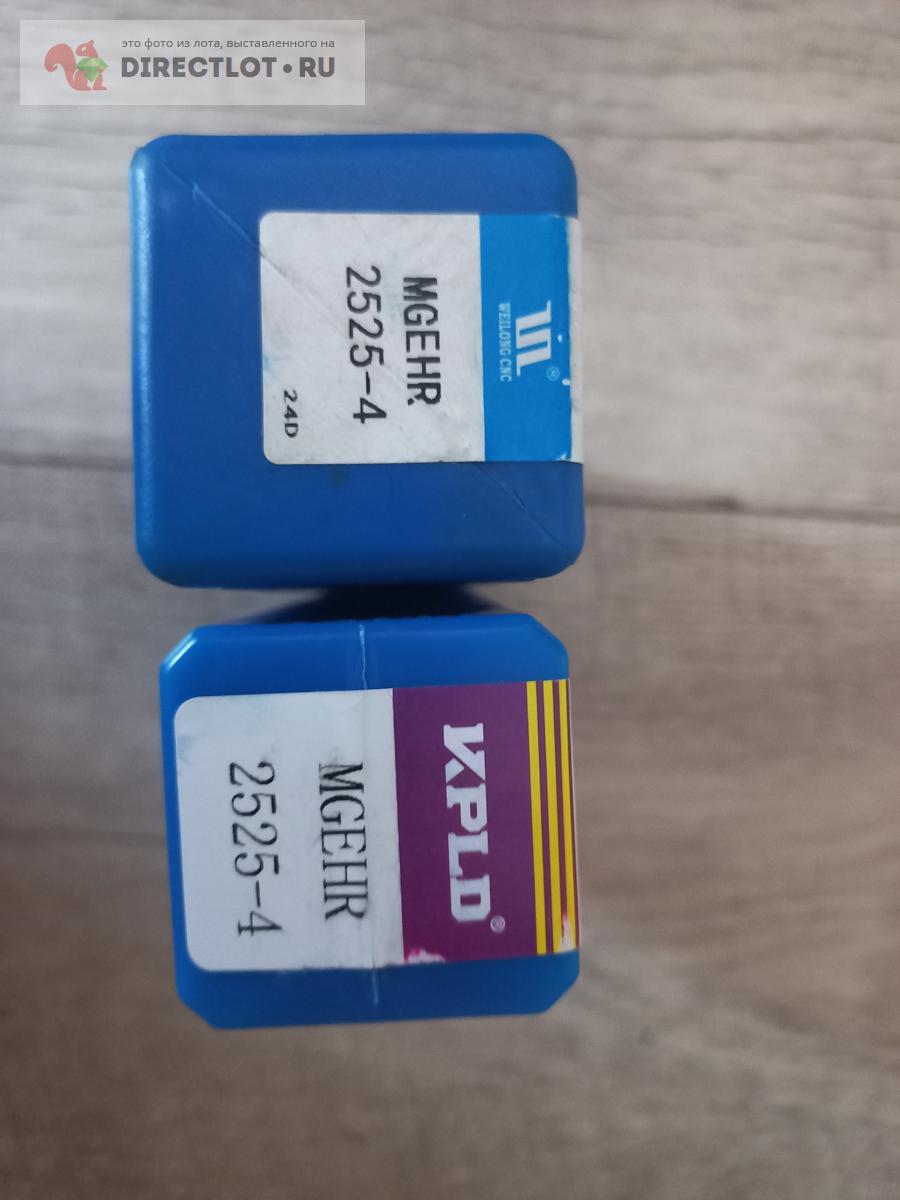 это фото из лота, выставленного на
DIRECTLOT•RU
WEILONG CNC
®
MGEHR
2525-4
24D
KPLD®
MGEHR
2525-4